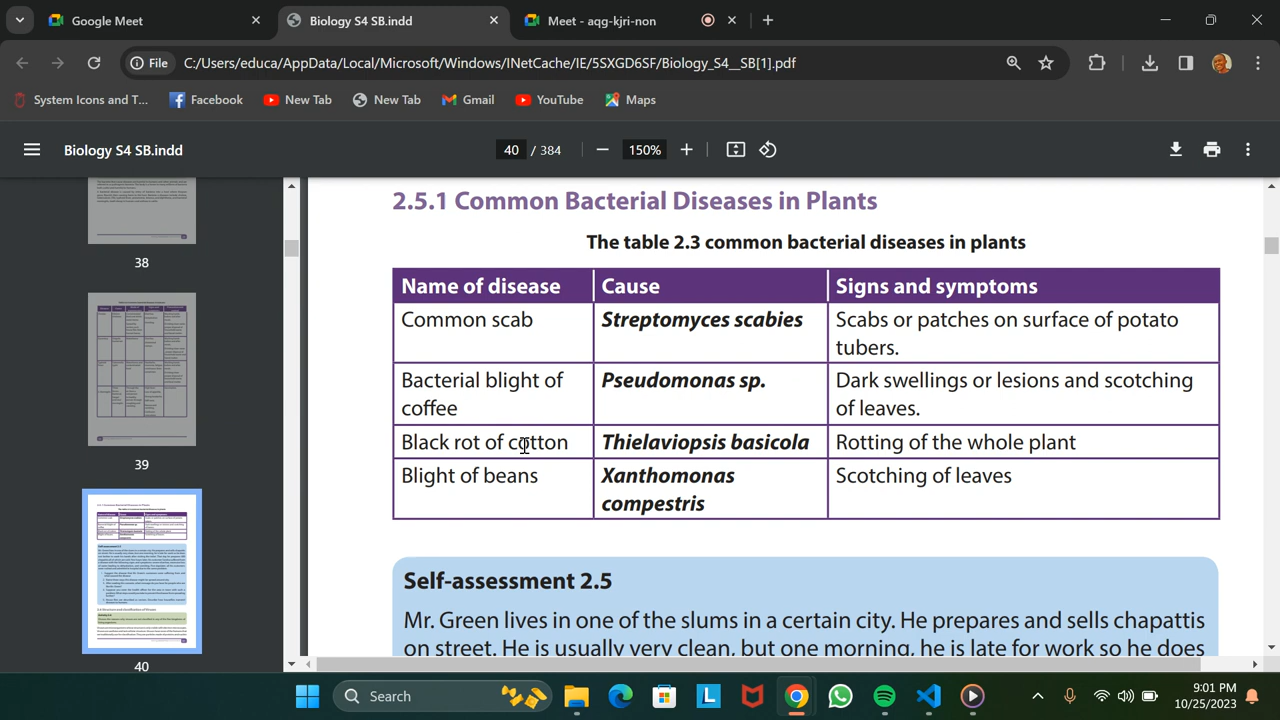 Google Meet
Biology S4 SB.indd
Meet - aqg-kjri-non
File
C:/Users/educa/AppData/Local/Microsoft/Windows/INetCache/IE/5SXGD6SF/Biology_S4__SB[1].pdf
System Icons and T...
Facebook
New Tab
New Tab
Gmail
YouTube
Maps
Biology S4 SB.indd
40 / 384
150%
38
39
40
2.5.1 Common Bacterial Diseases in Plants
The table 2.3 common bacterial diseases in plants
Name of disease
Cause
Signs and symptoms
Common scab
Streptomyces scabies
Scabs or patches on surface of potato
tubers.
Bacterial blight of
coffee
Pseudomonas sp.
Dark swellings or lesions and scotching
of leaves.
Black rot of cotton
Thielaviopsis basicola
Rotting of the whole plant
Blight of beans
Xanthomonas
compestris
Scotching of leaves
Self-assessment 2.5
Mr. Green lives in one of the slums in a certain city. He prepares and sells chapattis
on street. He is usually very clean, but one morning, he is late for work so he does
Search
9:01 PM
10/25/2023